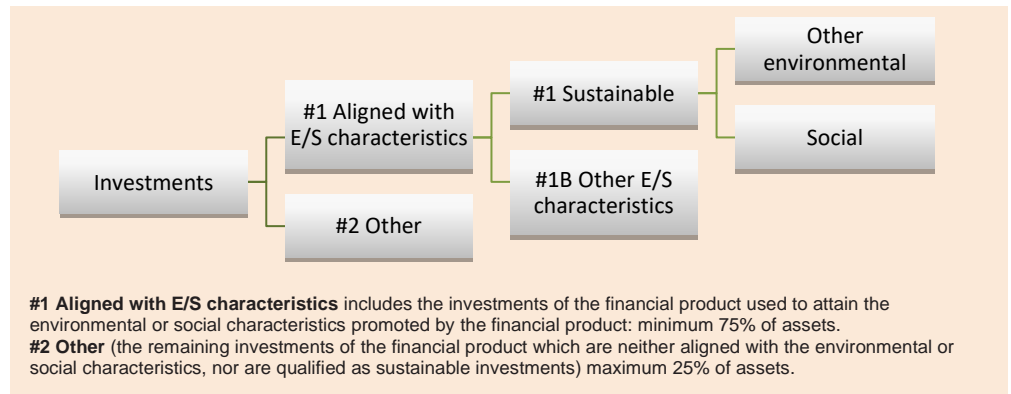 Investments
#1 Aligned with
E/S characteristics
#2 Other
#1 Sustainable
#1B Other E/S
characteristics
Other
environmental
Social
#1 Aligned with E/S characteristics includes the investments of the financial product used to attain the
environmental or social characteristics promoted by the financial product: minimum 75% of assets.
#2 Other (the remaining investments of the financial product which are neither aligned with the environmental or
social characteristics, nor are qualified as sustainable investments) maximum 25% of assets.